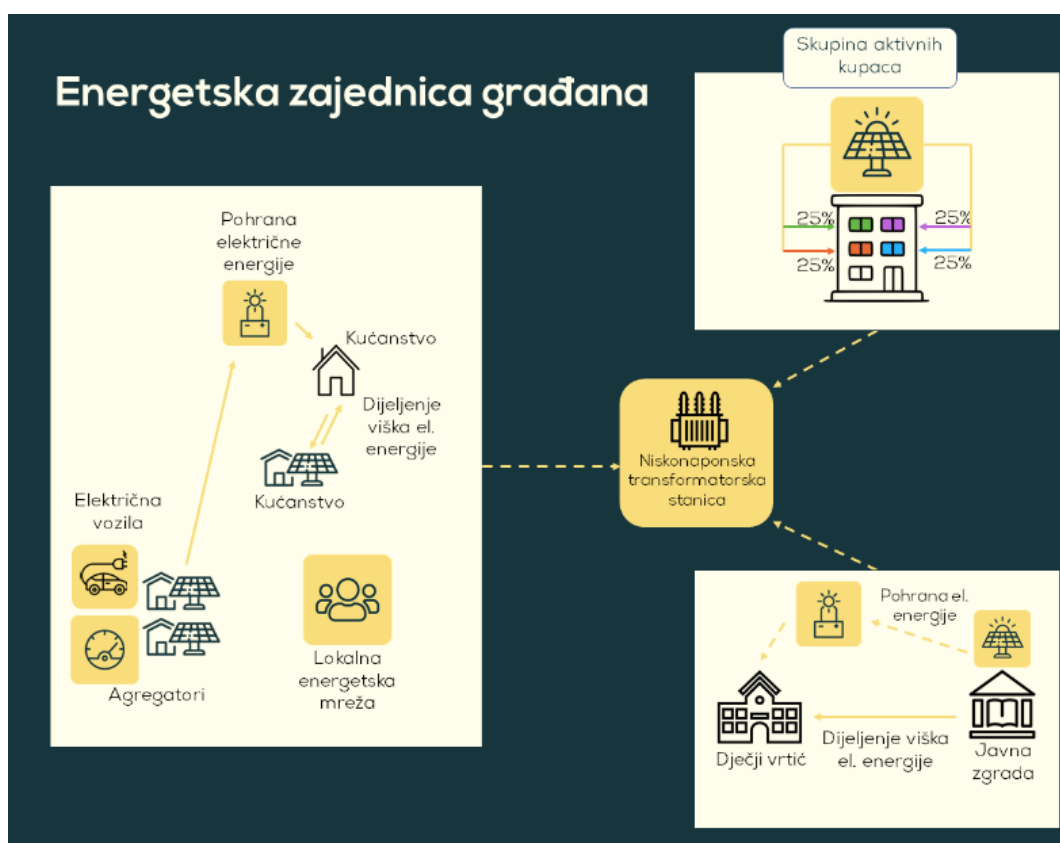 Energetska zajednica građana
Skupina aktivnih
kupaca
25%
25%
25%
25%
Pohrana
električne
energije
Kućanstvo
Dijeljenje
viška el.
energije
Kućanstvo
Električna
vozila
Agregatori
Lokalna
energetska
mreža
Niskonaponska
transformatorska
stanica
Pohrana el.
energije
Dječji vrtić
Dijeljenje viška
el. energije
Javna
zgrada